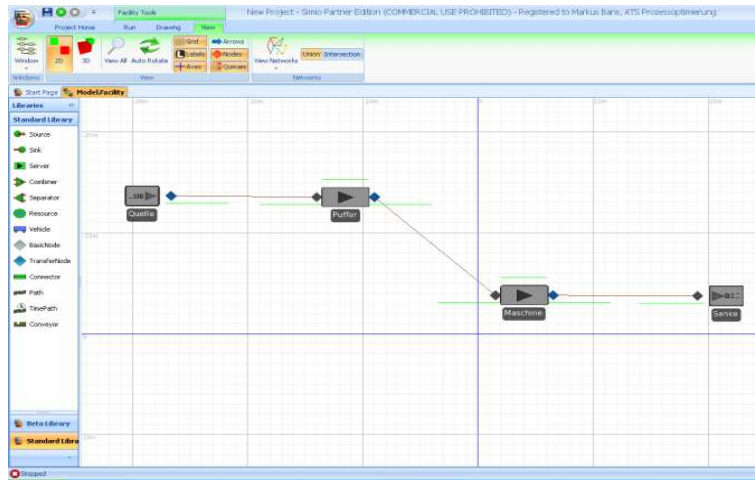 Facility Tools
New Project - Simio Partner Edition (COMMERCIAL USE PROHIBITED) - Registered to Markus Baris, ATS Prozessoptimierung
Project Home
Run
Drawing
View
Window
2D
3D
View All
Auto Rotate
Grid
Labels
Axes
Arrows
Nodes
Queues
View Networks
Union
Intersection
Windows
View
Networks
Start Page
Model.Facility
Libraries
Standard Library
Source
Sink
Server
Combiner
Separator
Resource
Vehicle
BasicNode
TransferNode
Connector
Path
TimePath
Conveyor
Quelle
Puffer
Maschine
Senke
Beta Library
Standard Libra
Stopped